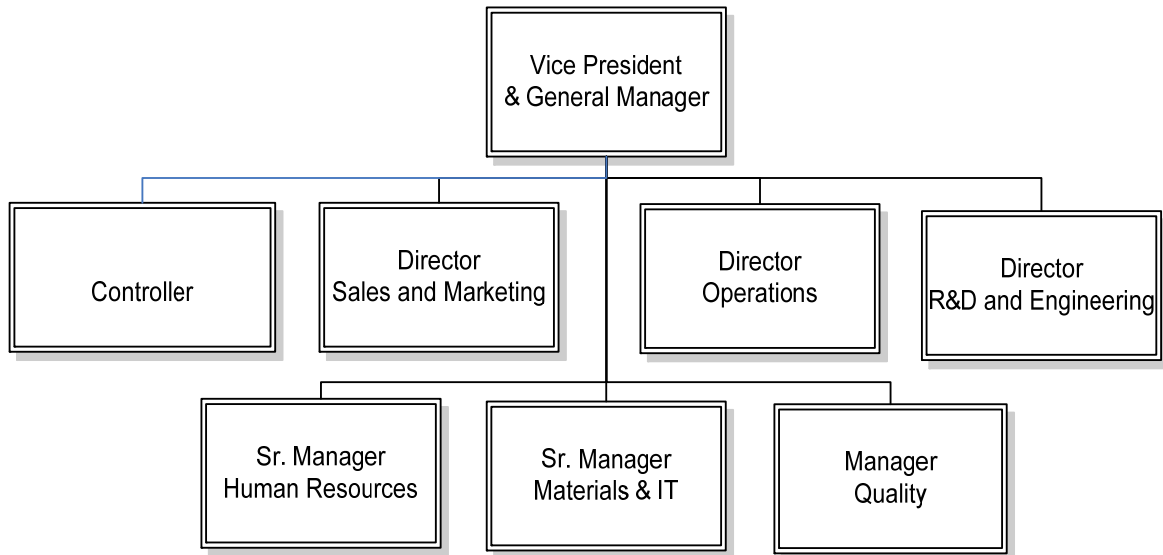 Vice President
& General Manager
Controller
Director
Sales and Marketing
Director
Operations
Director
R&D and Engineering
Sr. Manager
Human Resources
Sr. Manager
Materials & IT
Manager
Quality